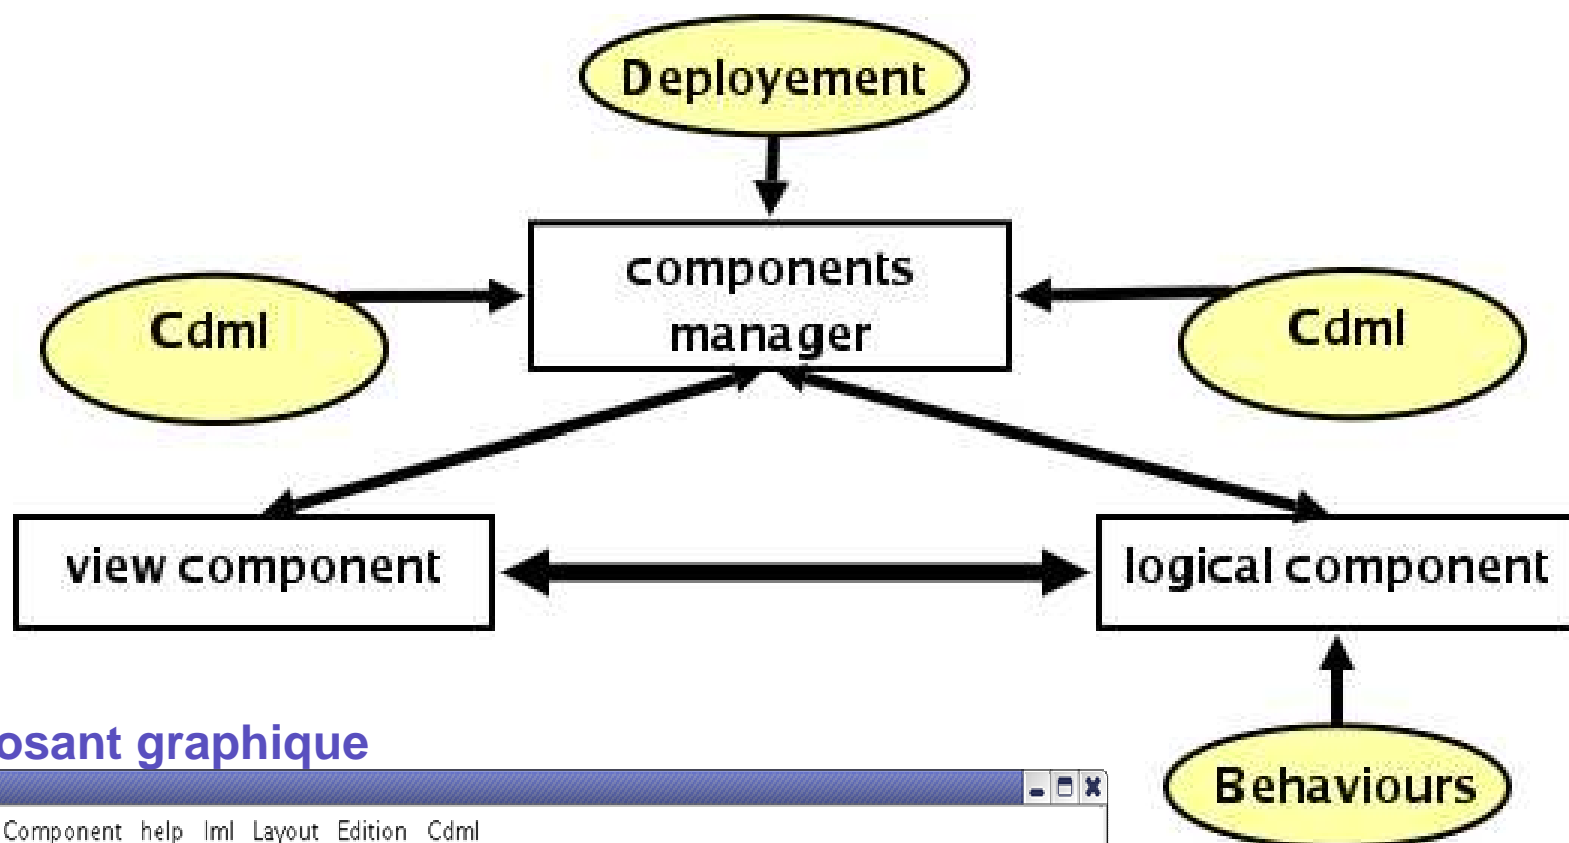 Deployement
components
manager
Cdml
Cdml
view component
logical component
Behaviours
osant graphique
Component help Iml Layout Edition Cdml